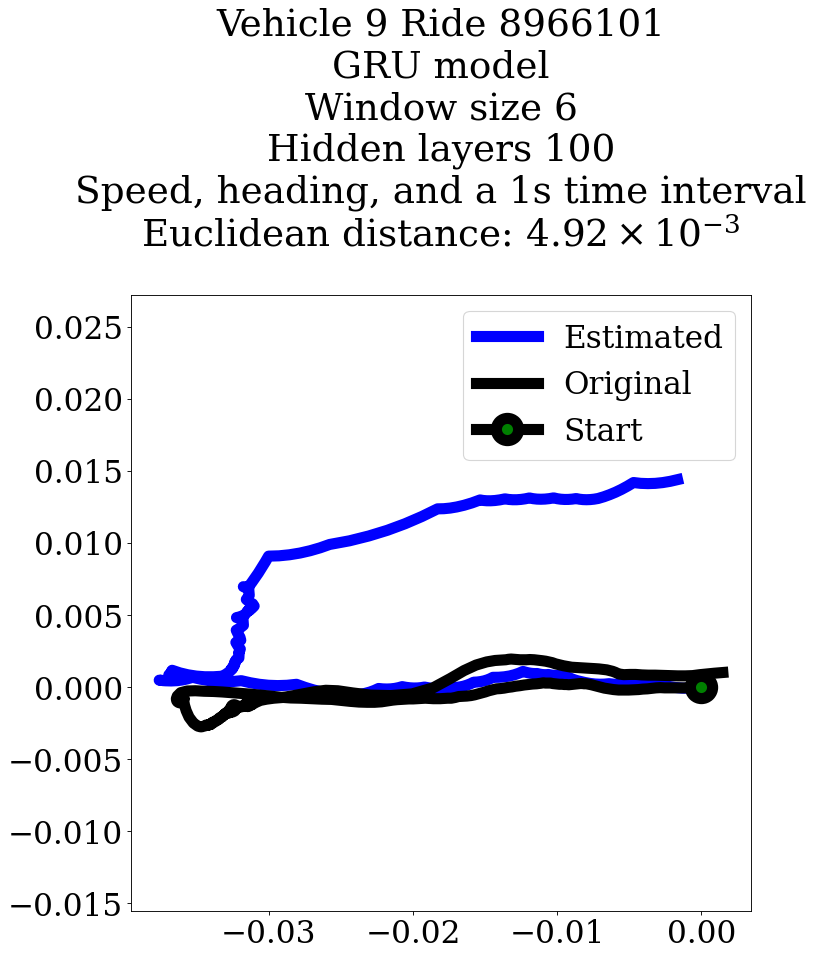 Vehicle 9 Ride 8966101
GRU model
Window size 6
Hidden layers 100
Speed, heading, and a 1s time interval
Euclidean distance: 4.92 × 10⁻³
Estimated
Original
Start
0.025
0.020
0.015
0.010
0.005
0.000
−0.005
−0.010
−0.015
−0.03 −0.02 −0.01 0.00